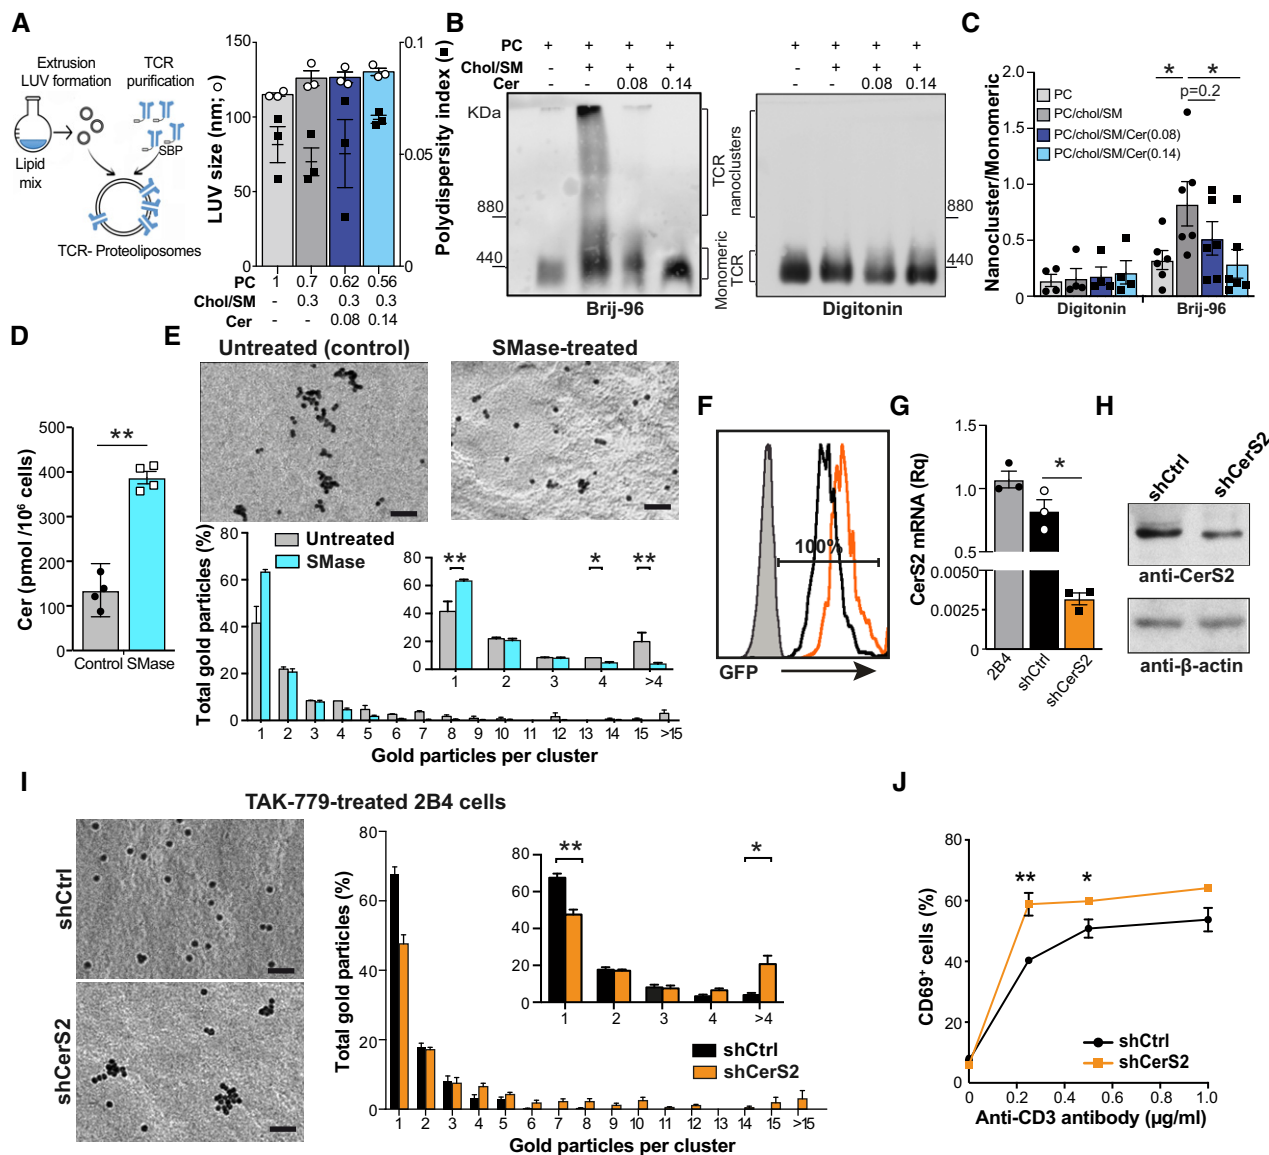 A
Extrusion
LUV formation
TCR
purification
SBP
Lipid
mix
TCR- Proteoliposomes
LUV size (nm; ○)
150
100
50
0
0.1
0.05
0
Polydispersity index (■)
PC 1 0.7 0.62 0.56
Chol/SM - 0.3 0.3 0.3
Cer - - 0.08 0.14
B
PC + + + + + + + +
Chol/SM - + + + - + + +
Cer 0.08 0.14 0.08 0.14
KDa
880
440
TCR
nanoclusters
Monomeric
TCR
880
440
Brij-96
Digitonin
C
Nanocluster/Monomeric
2.0
1.5
1.0
0.5
0
PC
PC/chol/SM
PC/chol/SM/Cer(0.08)
PC/chol/SM/Cer(0.14)
* *
p=0.2
Digitonin Brij-96
D
Cer (pmol /10⁶ cells)
500
400
300
200
100
0
**
Control SMase
E
Untreated (control)
SMase-treated
Total gold particles (%)
80
60
40
20
0
Untreated
SMase
80
60
40
20
0
** * **
1 2 3 4 >4
1 2 3 4 5 6 7 8 9 10 11 12 13 14 15 >15
Gold particles per cluster
F
100%
GFP
G
CerS2 mRNA (Rq)
1.5
1.0
0.5
0.0050
0.0025
0
*
2B4
shCtrl
shCerS2
H
shCtrl
shCerS2
anti-CerS2
anti-β-actin
I
TAK-779-treated 2B4 cells
shCtrl
shCerS2
Total gold particles (%)
80
60
40
20
0
80
60
40
20
0
** *
1 2 3 4 >4
shCtrl
shCerS2
1 2 3 4 5 6 7 8 9 10 11 12 13 14 15 >15
Gold particles per cluster
J
CD69⁺ cells (%)
80
60
40
20
0
** *
shCtrl
shCerS2
0 0.2 0.4 0.6 0.8 1.0
Anti-CD3 antibody (µg/ml)